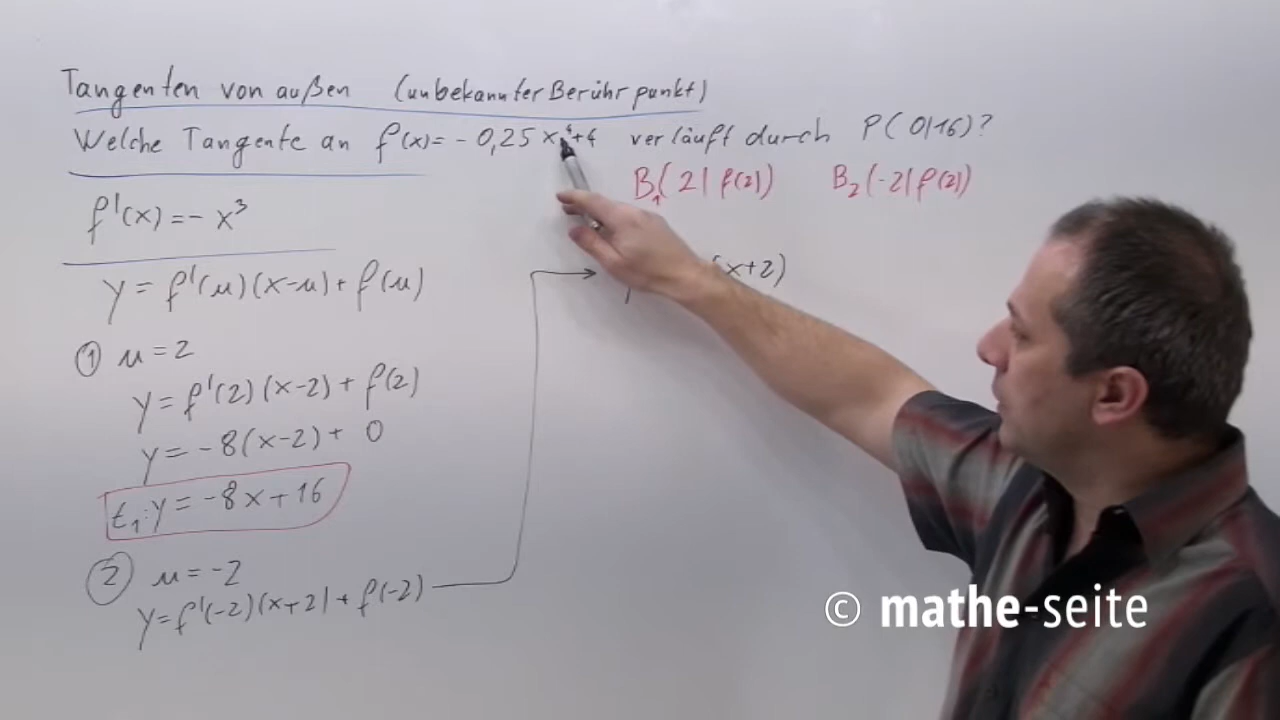 Tangenten von außen (unbekannter Berührpunkt)
Welche Tangente an f(x)= - 0,25 x⁴+4 verläuft durch P(0|16)?
B₁(2|f(2)) B₂(-2|f(2))
f'(x)= - x³
y = f'(u)(x-u)+ f(u)
(x+2)
① u = 2
y= f'(2)(x-2)+ f(2)
y= -8(x-2)+ 0
t₁: y = -8x+16
② u = -2
y=f'(-2)(x+2)+ f(-2)
© mathe-seite